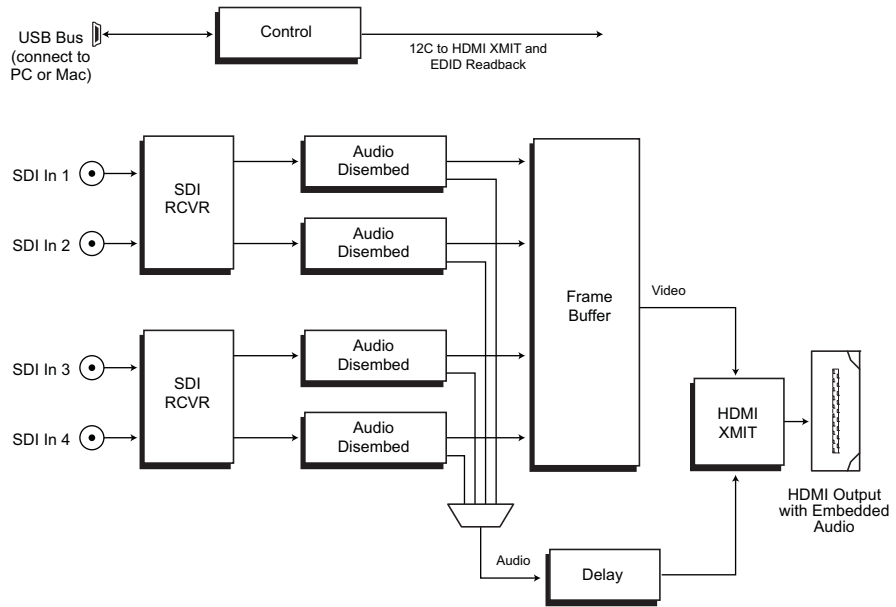 USB Bus
(connect to
PC or Mac)
Control
12C to HDMI XMIT and
EDID Readback
SDI In 1
SDI In 2
SDI
RCVR
Audio
Disembed
Audio
Disembed
SDI In 3
SDI In 4
SDI
RCVR
Audio
Disembed
Audio
Disembed
Frame
Buffer
Video
HDMI
XMIT
HDMI Output
with Embedded
Audio
Audio
Delay